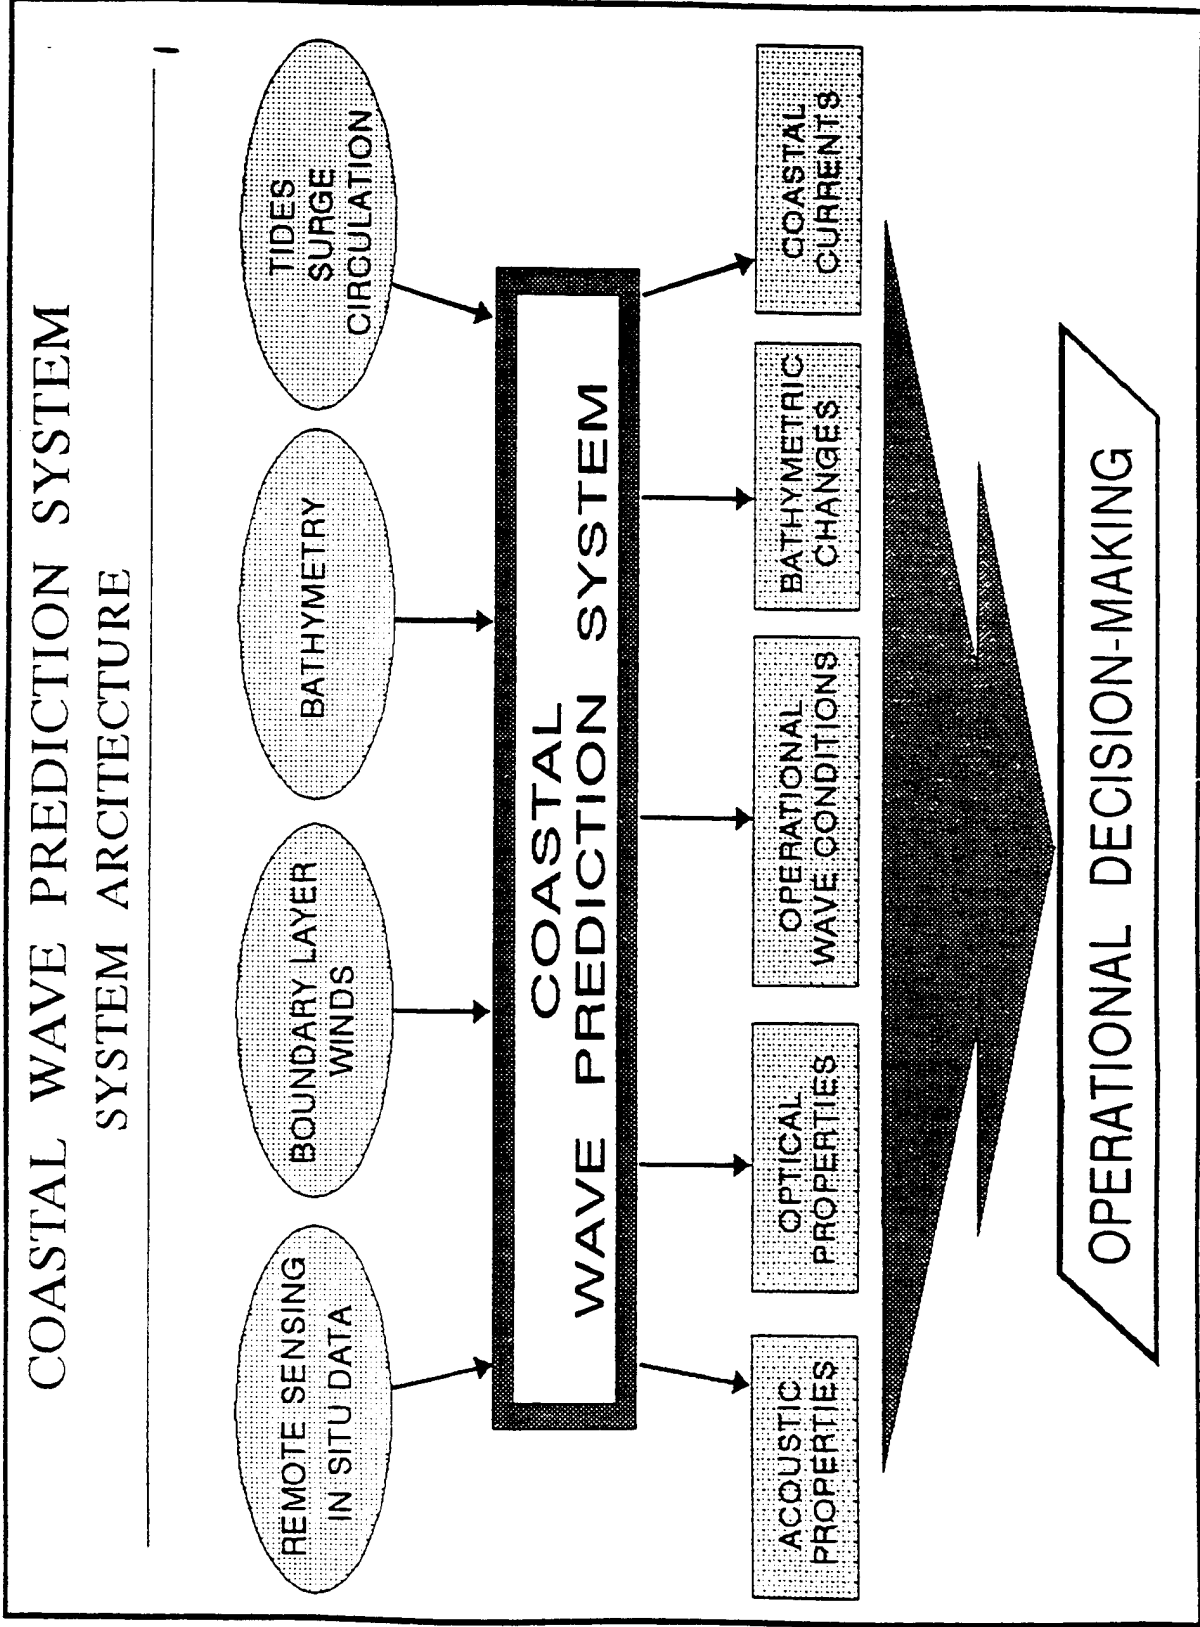 COASTAL WAVE PREDICTION SYSTEM
SYSTEM ARCITECTURE
REMOTE SENSING
IN SITU DATA
BOUNDARY LAYER
WINDS
BATHYMETRY
TIDES
SURGE
CIRCULATION
COASTAL
WAVE PREDICTION SYSTEM
ACOUSTIC
PROPERTIES
OPTICAL
PROPERTIES
OPERATIONAL
WAVE CONDITIONS
BATHYMETRIC
CHANGES
COASTAL
CURRENTS
OPERATIONAL DECISION-MAKING